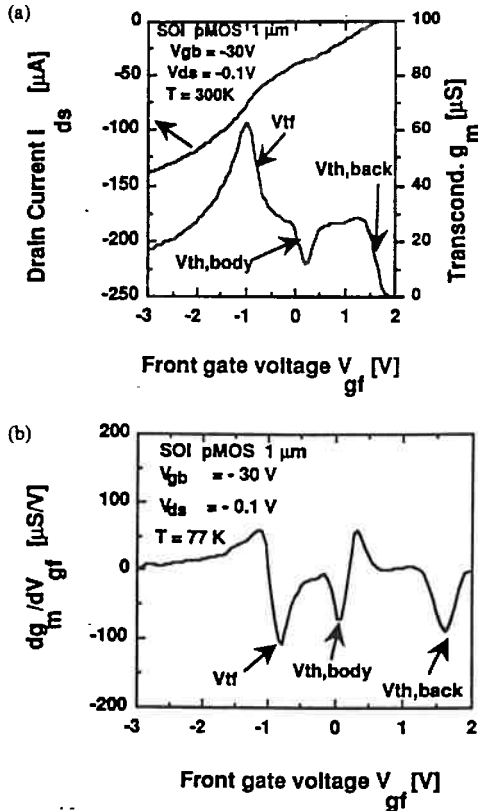 (a)
SOI pMOS 1 μm
Vgb = -30V
Vds = -0.1V
T = 300K
Vtf
Vth,back
Vth,body
Drain Current I ds [μA]
0
-50
-100
-150
-200
-250
Transcond. g m [μS]
100
80
60
40
20
0
-3 -2 -1 0 1 2
Front gate voltage V gf [V]
(b)
SOI pMOS 1 μm
Vgb = - 30 V
Vds = - 0.1 V
T = 77 K
dg m /dV gf [μS/V]
200
100
0
-100
-200
Vtf
Vth,body
Vth,back
-3 -2 -1 0 1 2
Front gate voltage V gf [V]